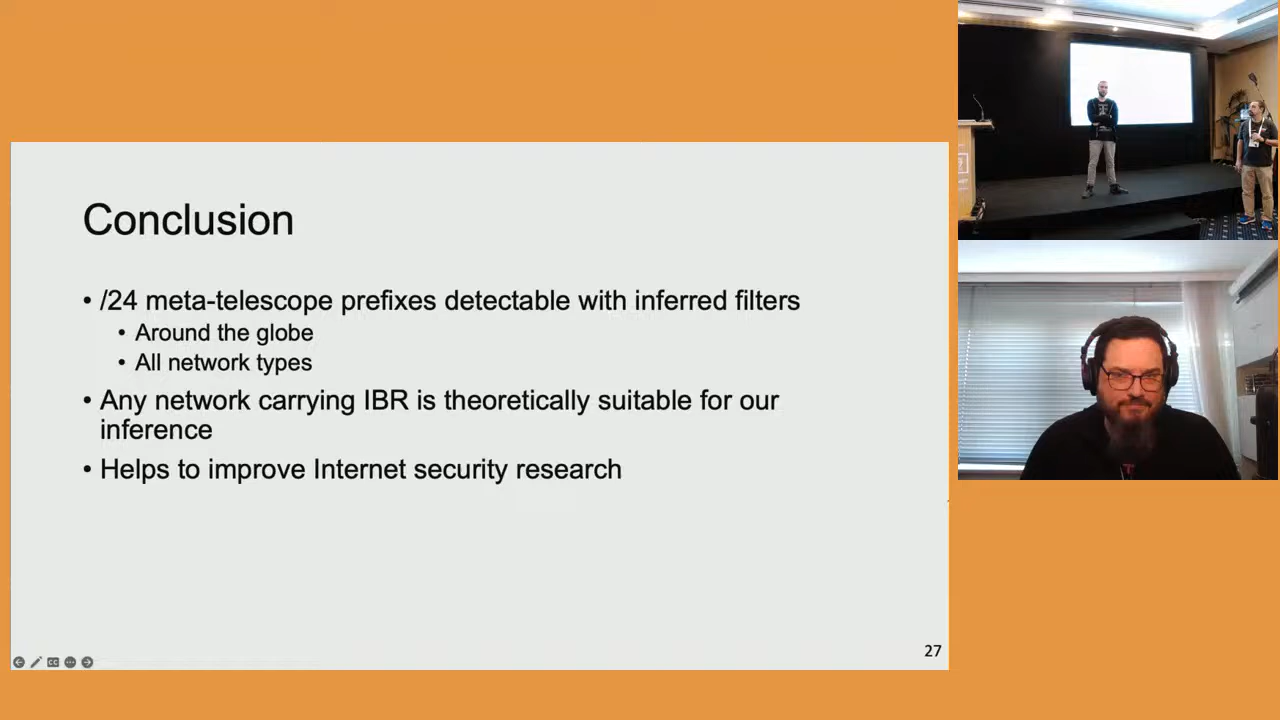 Conclusion
• /24 meta-telescope prefixes detectable with inferred filters
• Around the globe
• All network types
• Any network carrying IBR is theoretically suitable for our
inference
• Helps to improve Internet security research
27